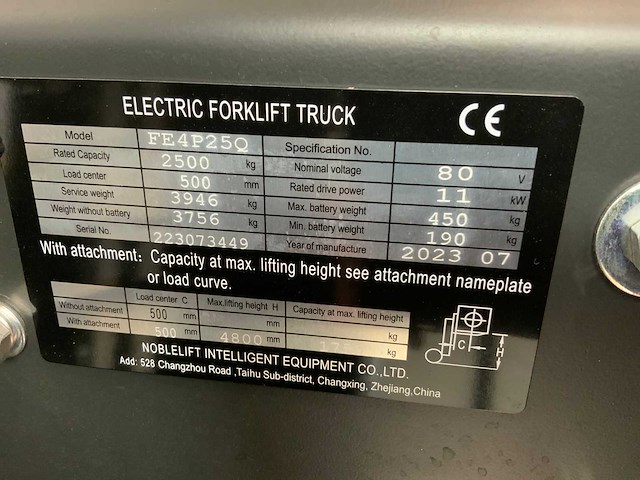 ELECTRIC FORKLIFT TRUCK CE
Model FE4P25Q Specification No.
Rated Capacity 2500 kg Nominal voltage 80 V
Load center 500 mm Rated drive power 11 kW
Service weight 3946 kg Max. battery weight 450 kg
Weight without battery 3756 kg Min. battery weight 190 kg
Serial No. 223073449 Year of manufacture 2023 07
With attachment: Capacity at max. lifting height see attachment nameplate
or load curve.
Load center C Max,lifting height H Capacity at max. lifting height
Without attachment 500 mm mm kg
With attachment 500 mm 4800 mm kg
C H
NOBLELIFT INTELLIGENT EQUIPMENT CO.,LTD.
Add: 528 Changzhou Road ,Taihu Sub-district, Changxing, Zhejiang,China